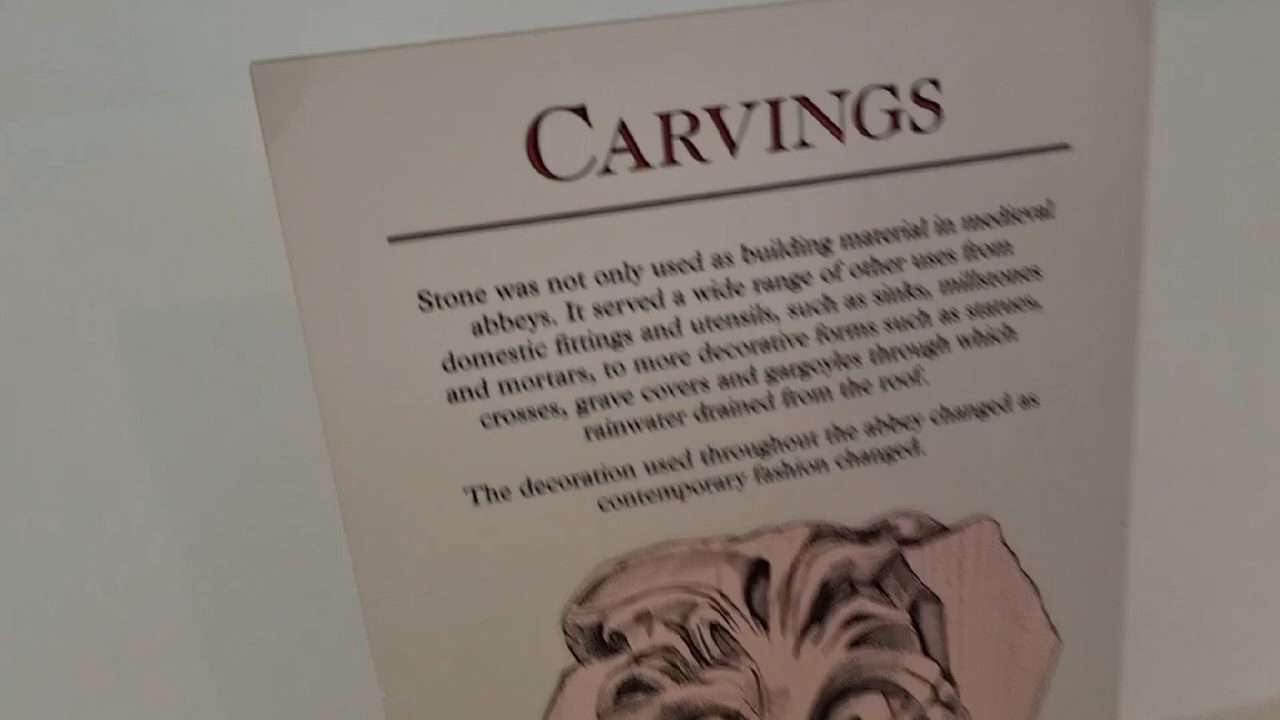 CARVINGS
Stone was not only used as building material in medieval
abbeys. It served a wide range of other uses from
domestic fittings and utensils, such as sinks, millstones
and mortars, to more decorative forms such as statues,
crosses, grave covers and gargoyles through which
rainwater drained from the roof.
The decoration used throughout the abbey changed as
contemporary fashion changed.